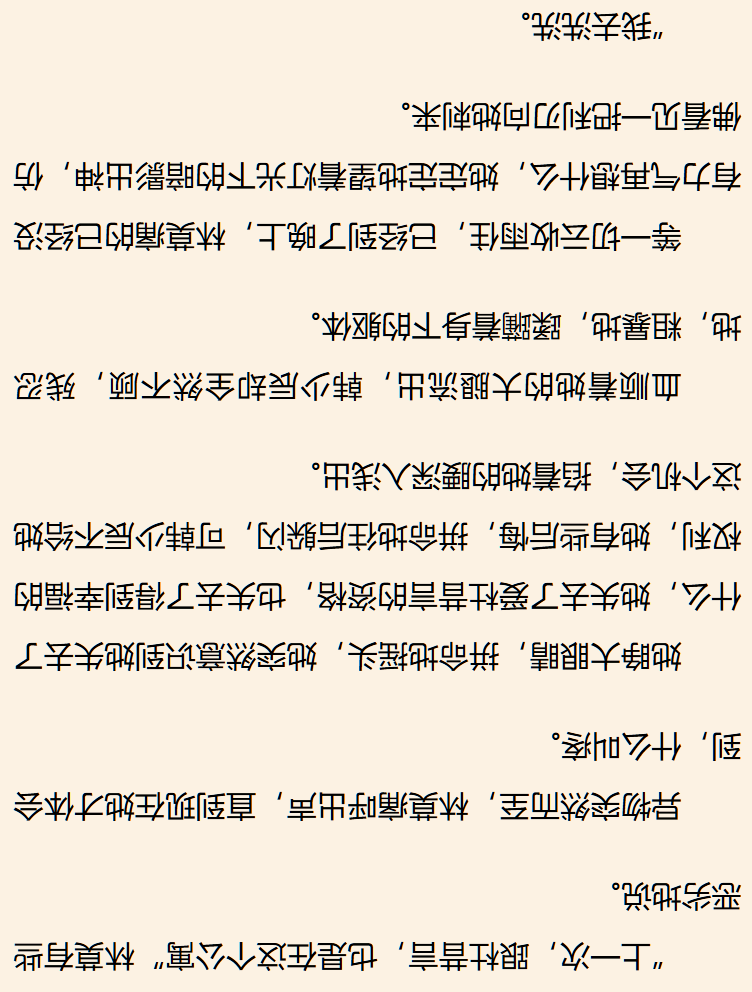 "上一次，跟杜昔言，也是在这个公寓"林莫有些
恶劣地说。
异物突然而至，林莫痛呼出声，直到现在她才体会
到，什么叫疼。
她睁大眼睛，拼命地摇头，她突然意识到她失去了
什么，她失去了爱杜昔言的资格，也失去了得到幸福的
权利，她有些后悔，拼命地往后躲闪，可韩少辰不给她
这个机会，掐着她的腰深入浅出。
血顺着她的大腿流出，韩少辰却全然不顾，残忍
地，粗暴地，蹂躏着身下的躯体。
等一切云收雨住，已经到了晚上，林莫痛的已经没
有力气再想什么，她定定地望着灯光下的暗影出神，仿
佛看见一把利刃向她刺来。
"我去洗洗。